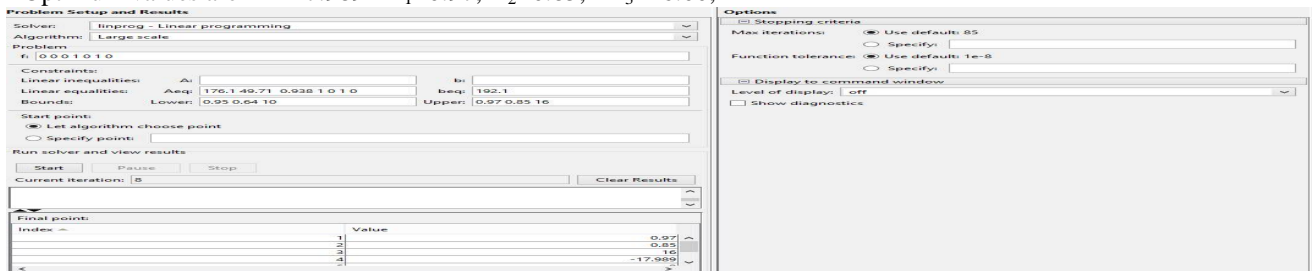 Problem Setup and Results
Solver: linprog - Linear programming
Algorithm: Large scale
Problem
f: 0 0 0 1 0 1 0
Constraints:
Linear inequalities: A: b:
Linear equalities: Aeq: 176.1 49.71 0.938 1 0 1 0 beq: 192.1
Bounds: Lower: 0.95 0.64 10 Upper: 0.97 0.85 16
Start point:
Let algorithm choose point
Specify point:
Run solver and view results
Start Pause Stop
Current iteration: 8 Clear Results
Final point:
Index Value
1 0.97
2 0.85
3 16
4 -17.989
Options
Stopping criteria
Max iterations: Use default: 85
Specify:
Function tolerance: Use default: 1e-8
Specify:
Display to command window
Level of display: off
Show diagnostics